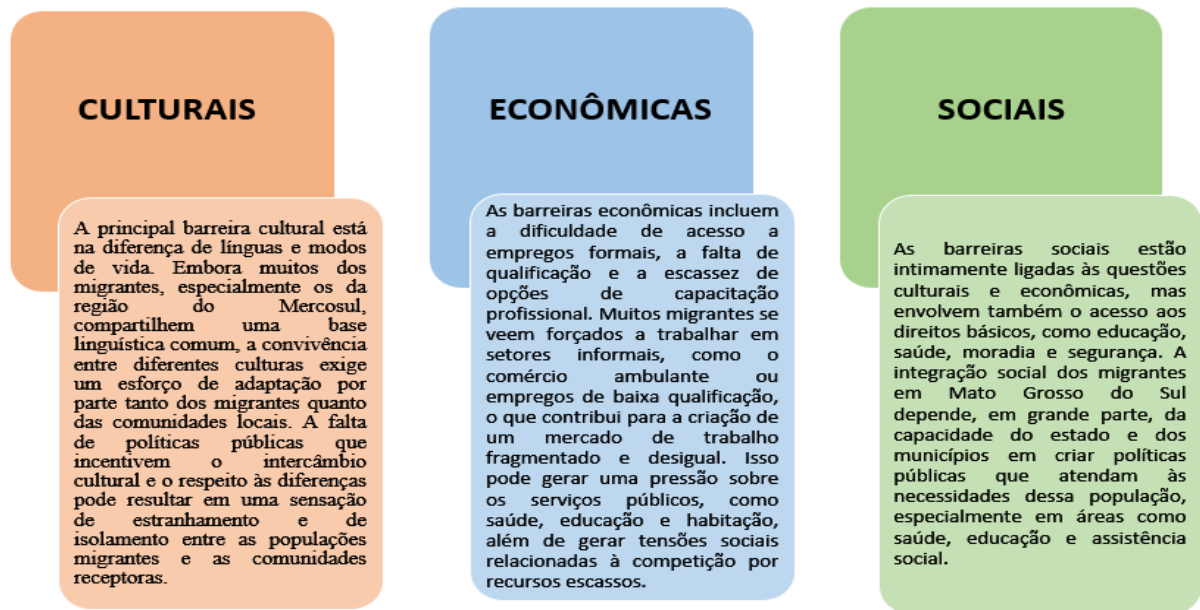 CULTURAIS
A principal barreira cultural está
na diferença de línguas e modos
de vida. Embora muitos dos
migrantes, especialmente os da
região do Mercosul,
compartilhem uma base
linguística comum, a convivência
entre diferentes culturas exige
um esforço de adaptação por
parte tanto dos migrantes quanto
das comunidades locais. A falta
de políticas públicas que
incentivem o intercâmbio
cultural e o respeito às diferenças
pode resultar em uma sensação
de estranhamento e de
isolamento entre as populações
migrantes e as comunidades
receptoras.
ECONÔMICAS
As barreiras econômicas incluem
a dificuldade de acesso a
empregos formais, a falta de
qualificação e a escassez de
opções de capacitação
profissional. Muitos migrantes se
veem forçados a trabalhar em
setores informais, como o
comércio ambulante ou
empregos de baixa qualificação,
o que contribui para a criação de
um mercado de trabalho
fragmentado e desigual. Isso
pode gerar uma pressão sobre
os serviços públicos, como
saúde, educação e habitação,
além de gerar tensões sociais
relacionadas à competição por
recursos escassos.
SOCIAIS
As barreiras sociais estão
intimamente ligadas às questões
culturais e econômicas, mas
envolvem também o acesso aos
direitos básicos, como educação,
saúde, moradia e segurança. A
integração social dos migrantes
em Mato Grosso do Sul
depende, em grande parte, da
capacidade do estado e dos
municípios em criar políticas
públicas que atendam às
necessidades dessa população,
especialmente em áreas como
saúde, educação e assistência
social.